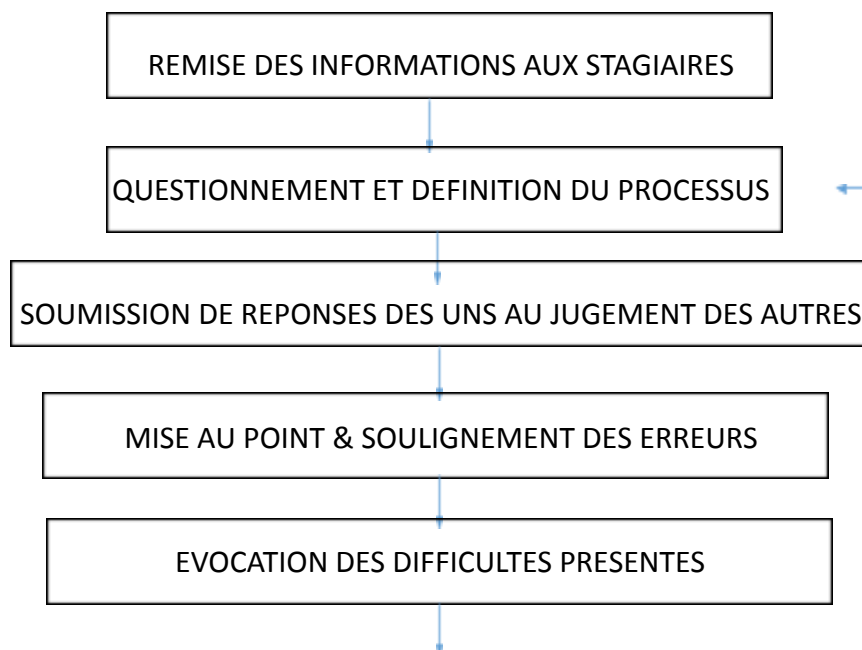 REMISE DES INFORMATIONS AUX STAGIAIRES
QUESTIONNEMENT ET DEFINITION DU PROCESSUS
SOUMISSION DE REPONSES DES UNS AU JUGEMENT DES AUTRES
MISE AU POINT & SOULIGNEMENT DES ERREURS
EVOCATION DES DIFFICULTES PRESENTES